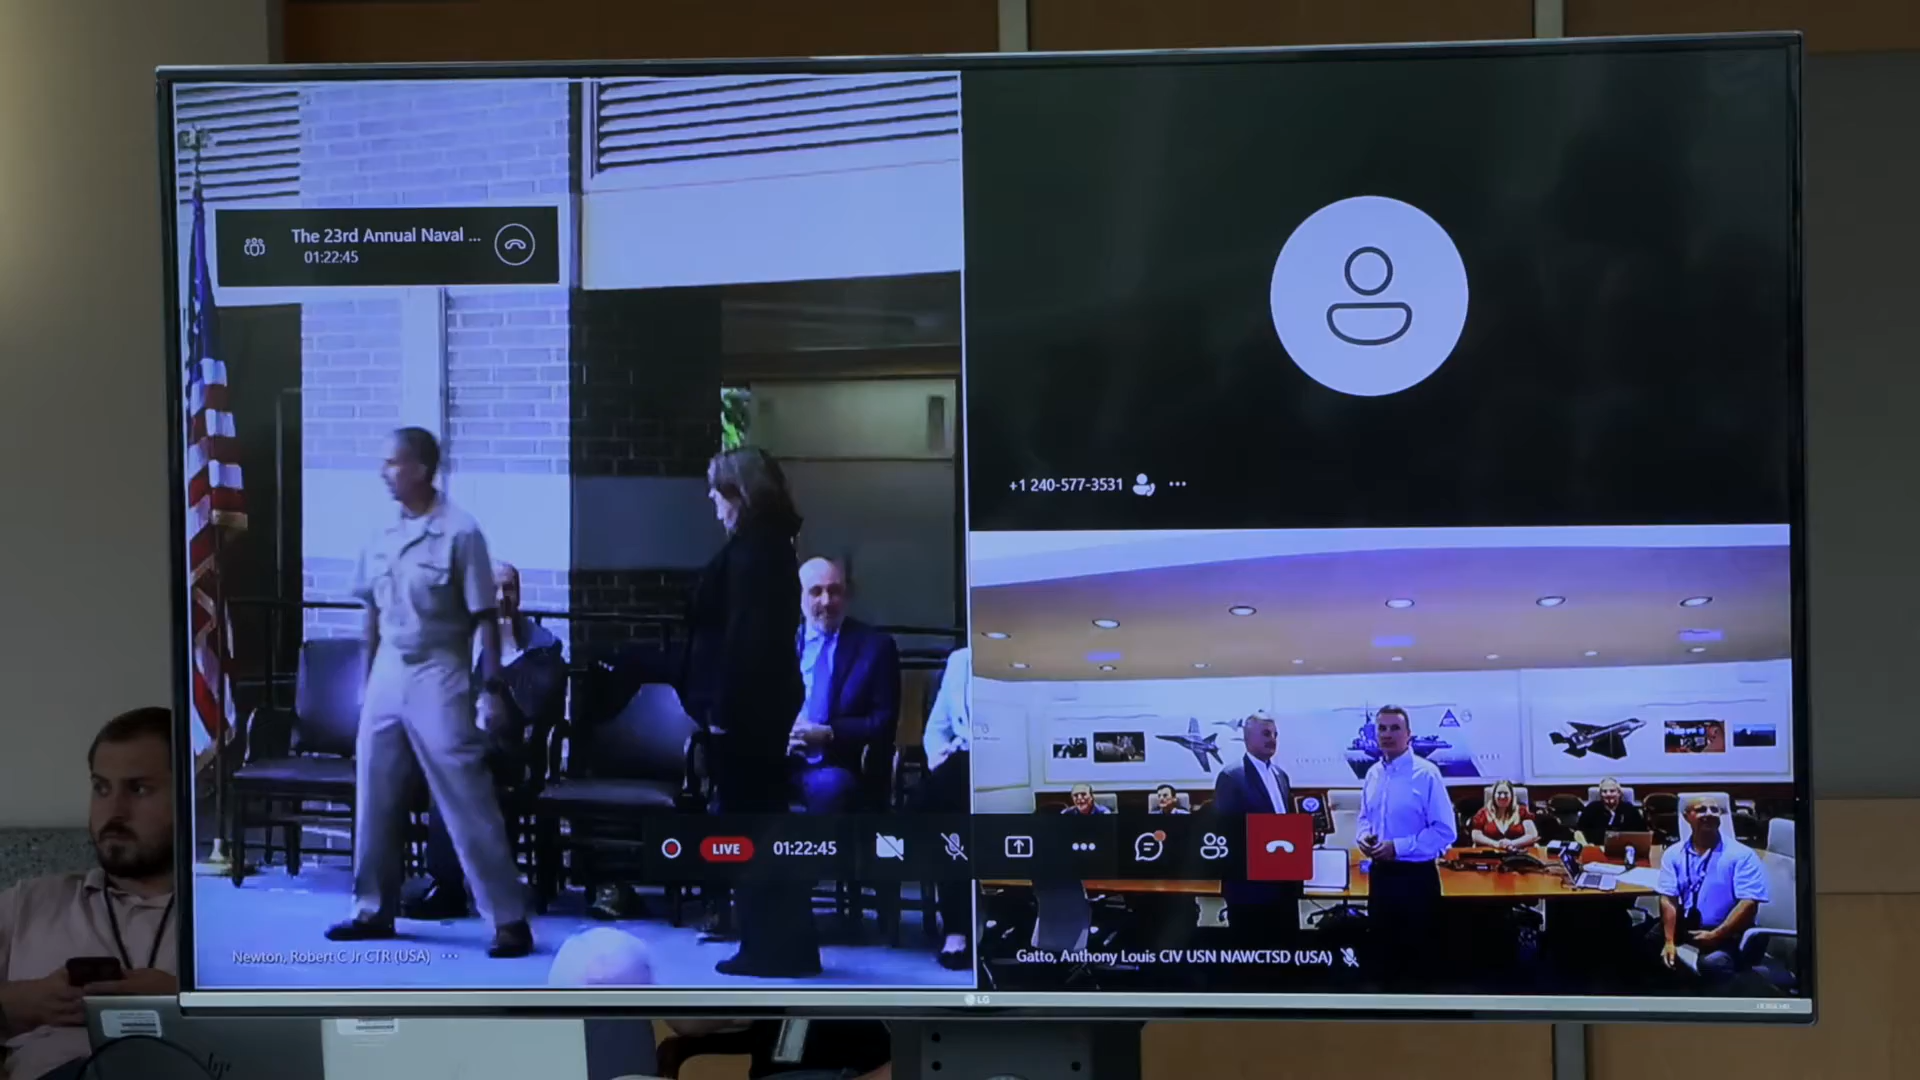 The 23rd Annual Naval ...
01:22:45
+1 240-577-3531 ...
LIVE 01:22:45 ...
Newton, Robert C Jr CTR (USA) ...
Gatto, Anthony Louis CIV USN NAWCTSD (USA)
LG
hp